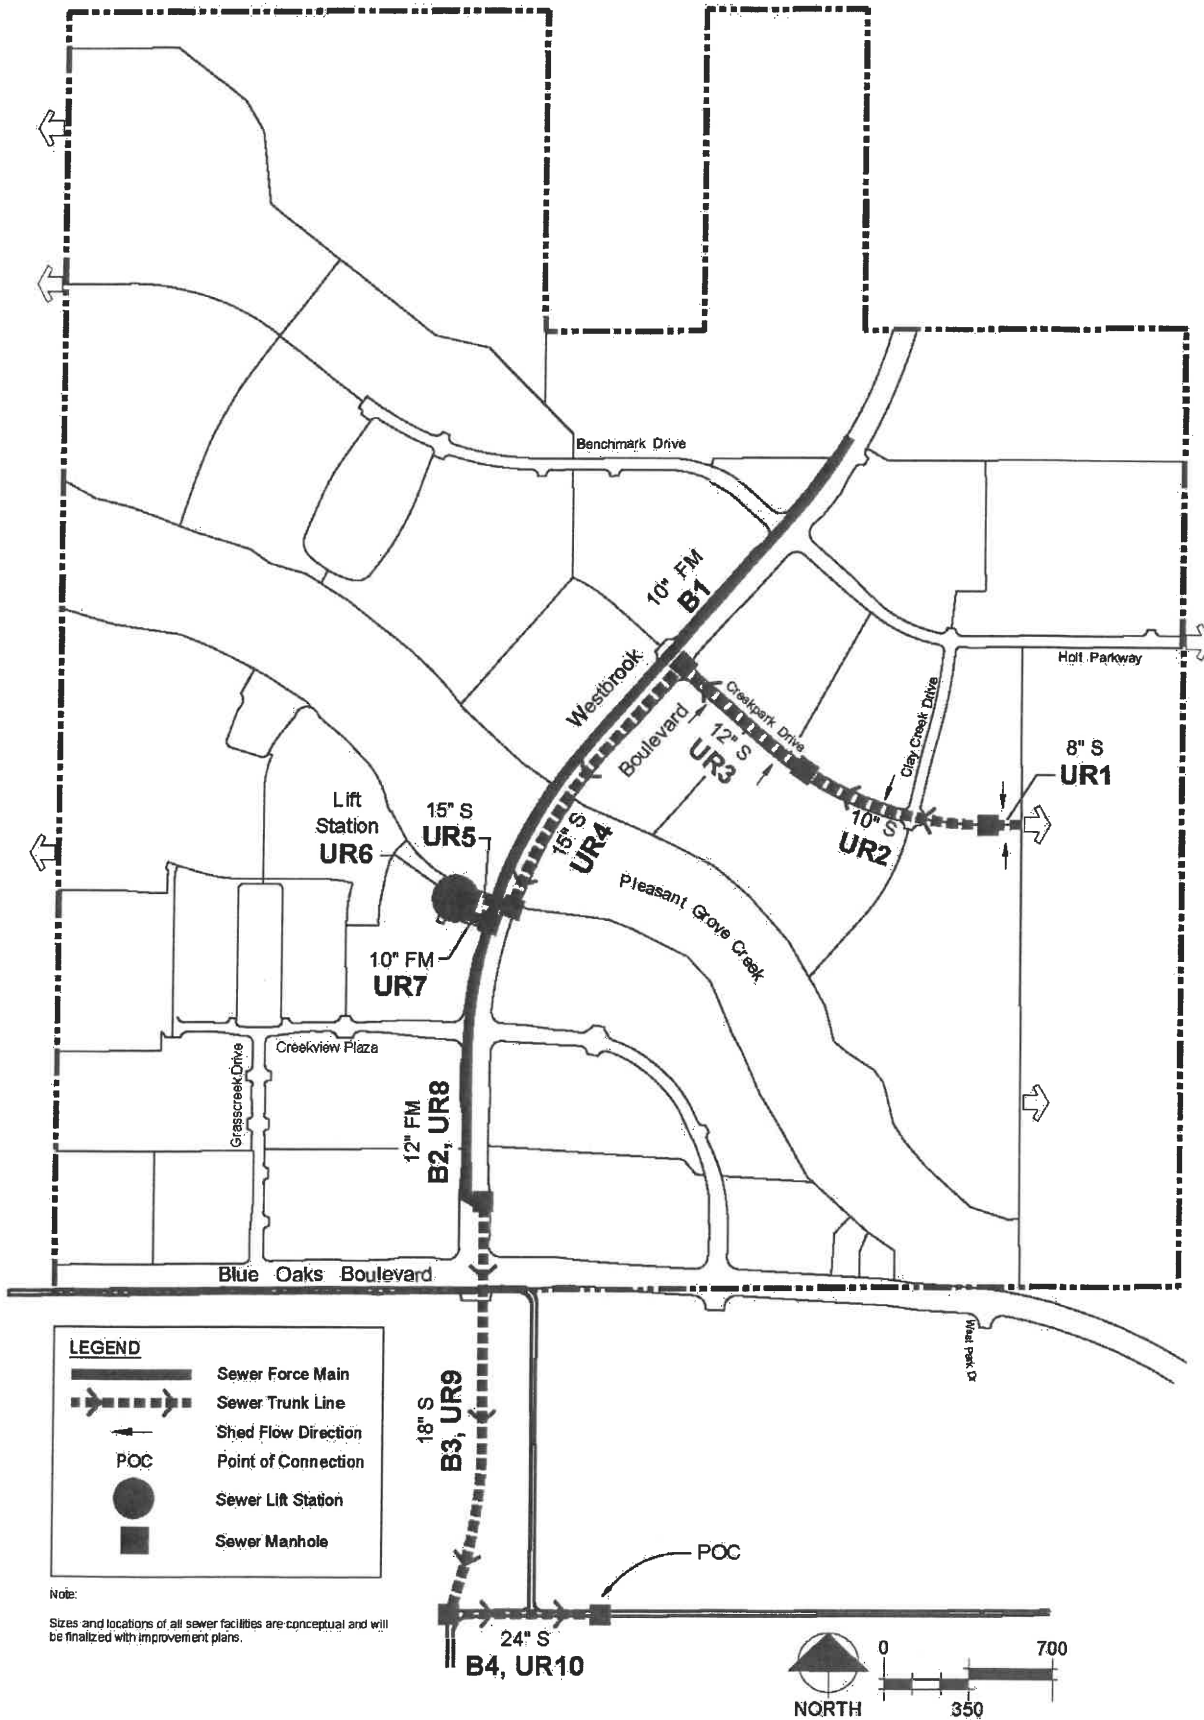 Benchmark Drive
10" FM
B1
Holt Parkway
Westbrook
Boulevard
Creekpark Drive
12" S
UR3
Clay Creek Drive
8" S
UR1
10" S
UR2
Lift
Station
UR6
15" S
UR5
15" S
UR4
Pleasant Grove Creek
10" FM
UR7
Creekview Plaza
Grasscreek Drive
12" FM
B2, UR8
Blue Oaks Boulevard
West Park Dr
LEGEND
Sewer Force Main
Sewer Trunk Line
Shed Flow Direction
POC Point of Connection
Sewer Lift Station
Sewer Manhole
18" S
B3, UR9
POC
Note:
Sizes and locations of all sewer facilities are conceptual and will
be finalized with improvement plans.
24" S
B4, UR10
NORTH
0 700
350